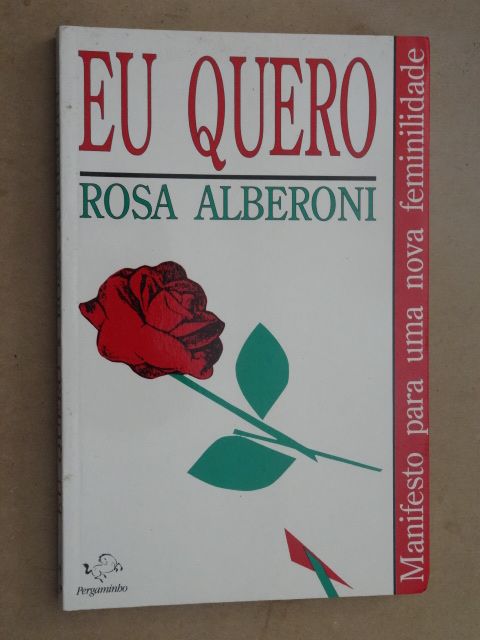 EU QUERO
ROSA ALBERONI
Manifesto para uma nova feminilidade
Pergaminho